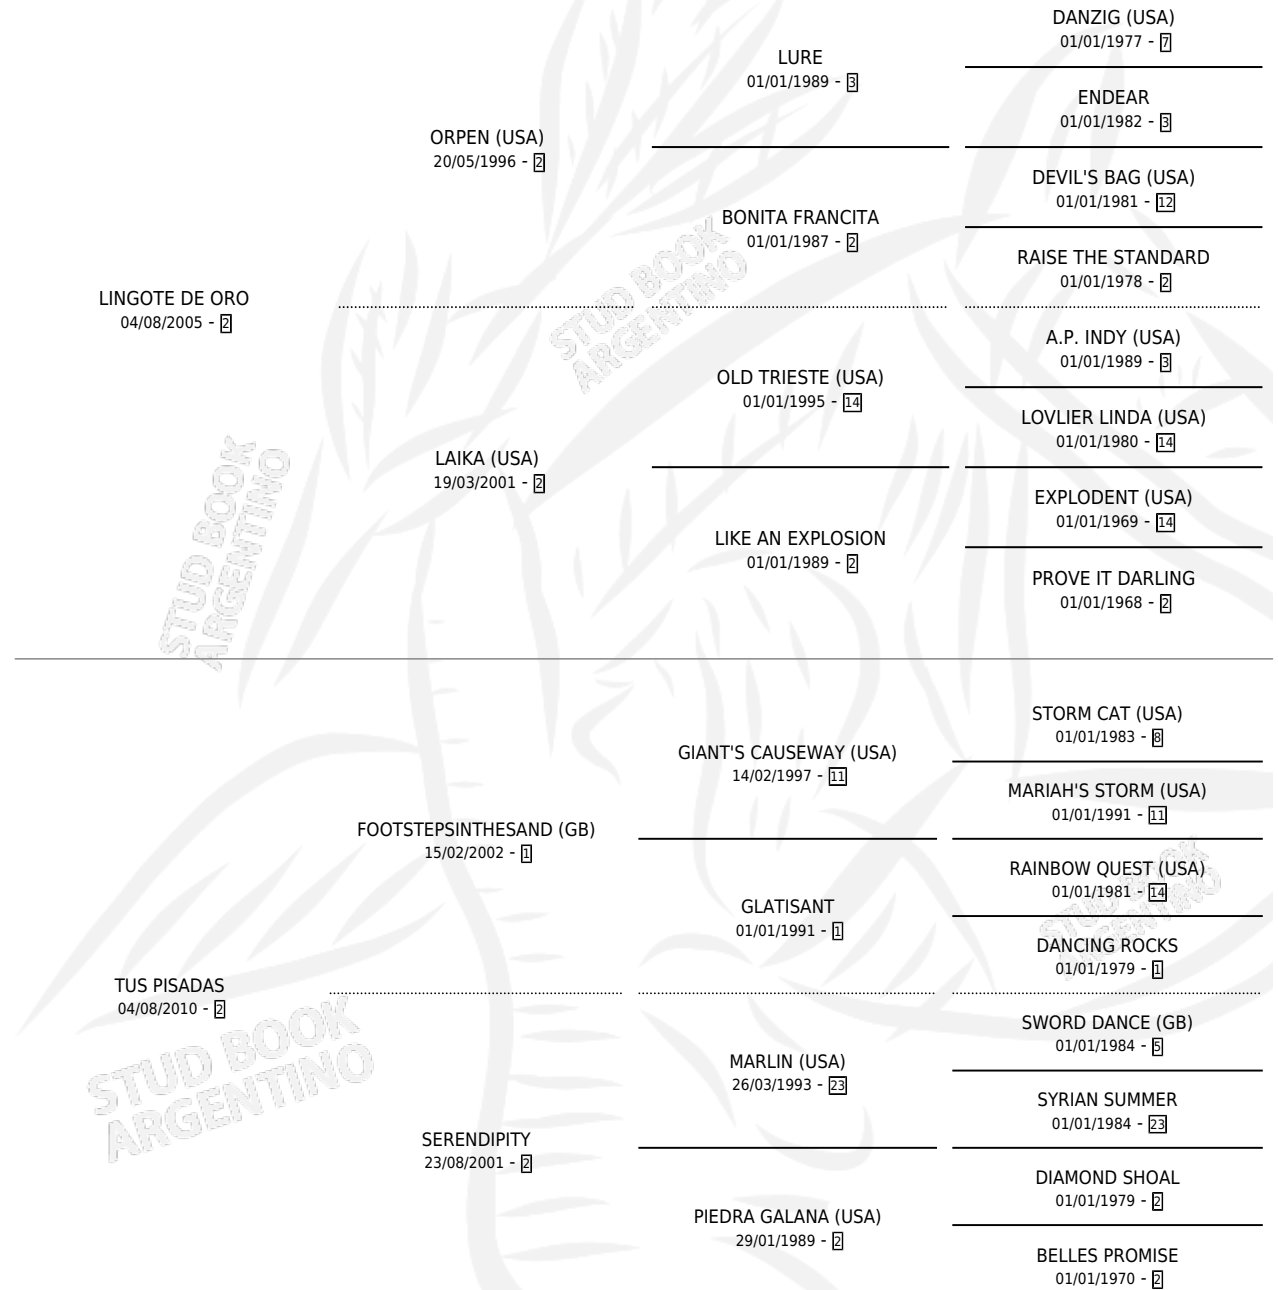 DANZIG (USA)
01/01/1977 - 7
LURE
01/01/1989 - 3
ENDEAR
01/01/1982 - 3
ORPEN (USA)
20/05/1996 - 2
DEVIL'S BAG (USA)
01/01/1981 - 12
BONITA FRANCITA
01/01/1987 - 2
RAISE THE STANDARD
01/01/1978 - 2
LINGOTE DE ORO
04/08/2005 - 2
A.P. INDY (USA)
01/01/1989 - 3
OLD TRIESTE (USA)
01/01/1995 - 14
LOVLIER LINDA (USA)
01/01/1980 - 14
LAIKA (USA)
19/03/2001 - 2
EXPLODENT (USA)
01/01/1969 - 14
LIKE AN EXPLOSION
01/01/1989 - 2
PROVE IT DARLING
01/01/1968 - 2
STUD BOOK
ARGENTINO
STUD BOOK
ARGENTINO
STORM CAT (USA)
01/01/1983 - 8
GIANT'S CAUSEWAY (USA)
14/02/1997 - 11
MARIAH'S STORM (USA)
01/01/1991 - 11
FOOTSTEPSINTHESAND (GB)
15/02/2002 - 1
RAINBOW QUEST (USA)
01/01/1981 - 14
GLATISANT
01/01/1991 - 1
DANCING ROCKS
01/01/1979 - 1
TUS PISADAS
04/08/2010 - 2
SWORD DANCE (GB)
01/01/1984 - 5
MARLIN (USA)
26/03/1993 - 23
SYRIAN SUMMER
01/01/1984 - 23
SERENDIPITY
23/08/2001 - 2
DIAMOND SHOAL
01/01/1979 - 2
PIEDRA GALANA (USA)
29/01/1989 - 2
BELLES PROMISE
01/01/1970 - 2
STUD BOOK
ARGENTINO
STUD BOOK
ARGENTINO